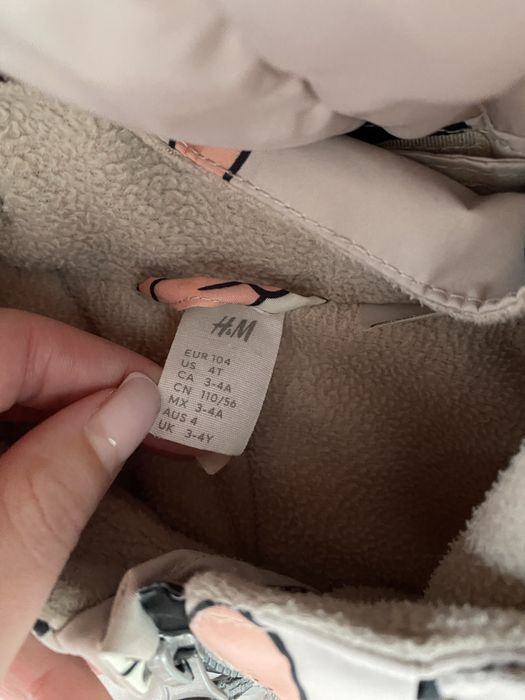 H&M
EUR 104
US 4T
CA 3-4A
CN 110/56
MX 3-4A
AUS 4
UK 3-4Y